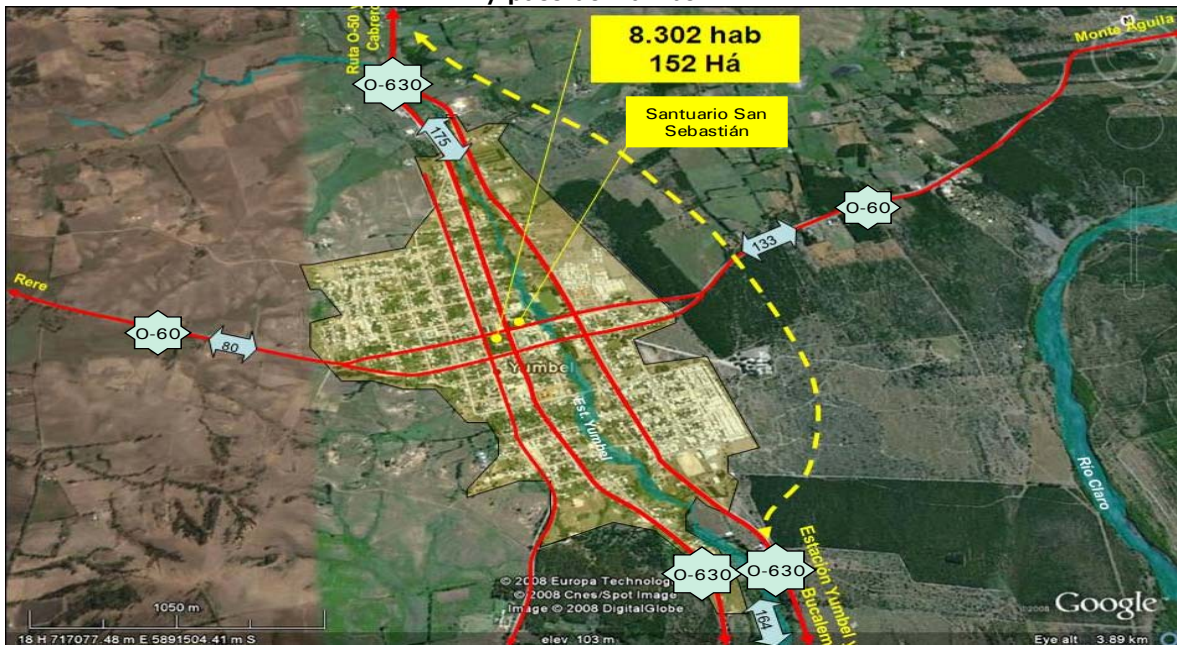 Ruta O-50 y
Cabrero
8.302 hab
152 Há
Santuario San
Sebastián
Monte Aguila
O-630
175
O-60
133
Rere
O-60
80
Yumbel
Est. Yumbel
Río Claro
O-630
O-630
164
Estación Yumbel y
Bucalem
© 2008 Europa Technolog
© 2008 Cnes/Spot Image
Image © 2008 DigitalGlobe
©2008 Google
1050 m
18 H 717077.48 m E 5891504.41 m S
elev 103 m
Eye alt 3.89 km